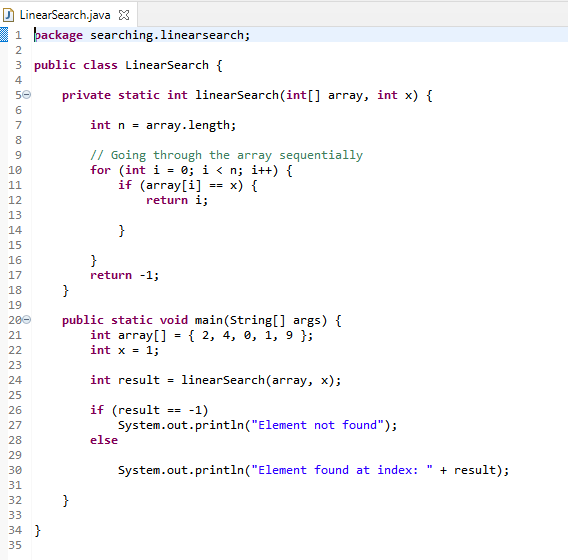 LinearSearch.java
1 package searching.linearsearch;
2
3 public class LinearSearch {
4
5 private static int linearSearch(int[] array, int x) {
6
7 int n = array.length;
8
9 // Going through the array sequentially
10 for (int i = 0; i < n; i++) {
11 if (array[i] == x) {
12 return i;
13
14 }
15
16 }
17 return -1;
18 }
19
20 public static void main(String[] args) {
21 int array[] = { 2, 4, 0, 1, 9 };
22 int x = 1;
23
24 int result = linearSearch(array, x);
25
26 if (result == -1)
27 System.out.println("Element not found");
28 else
29
30 System.out.println("Element found at index: " + result);
31
32 }
33
34 }
35